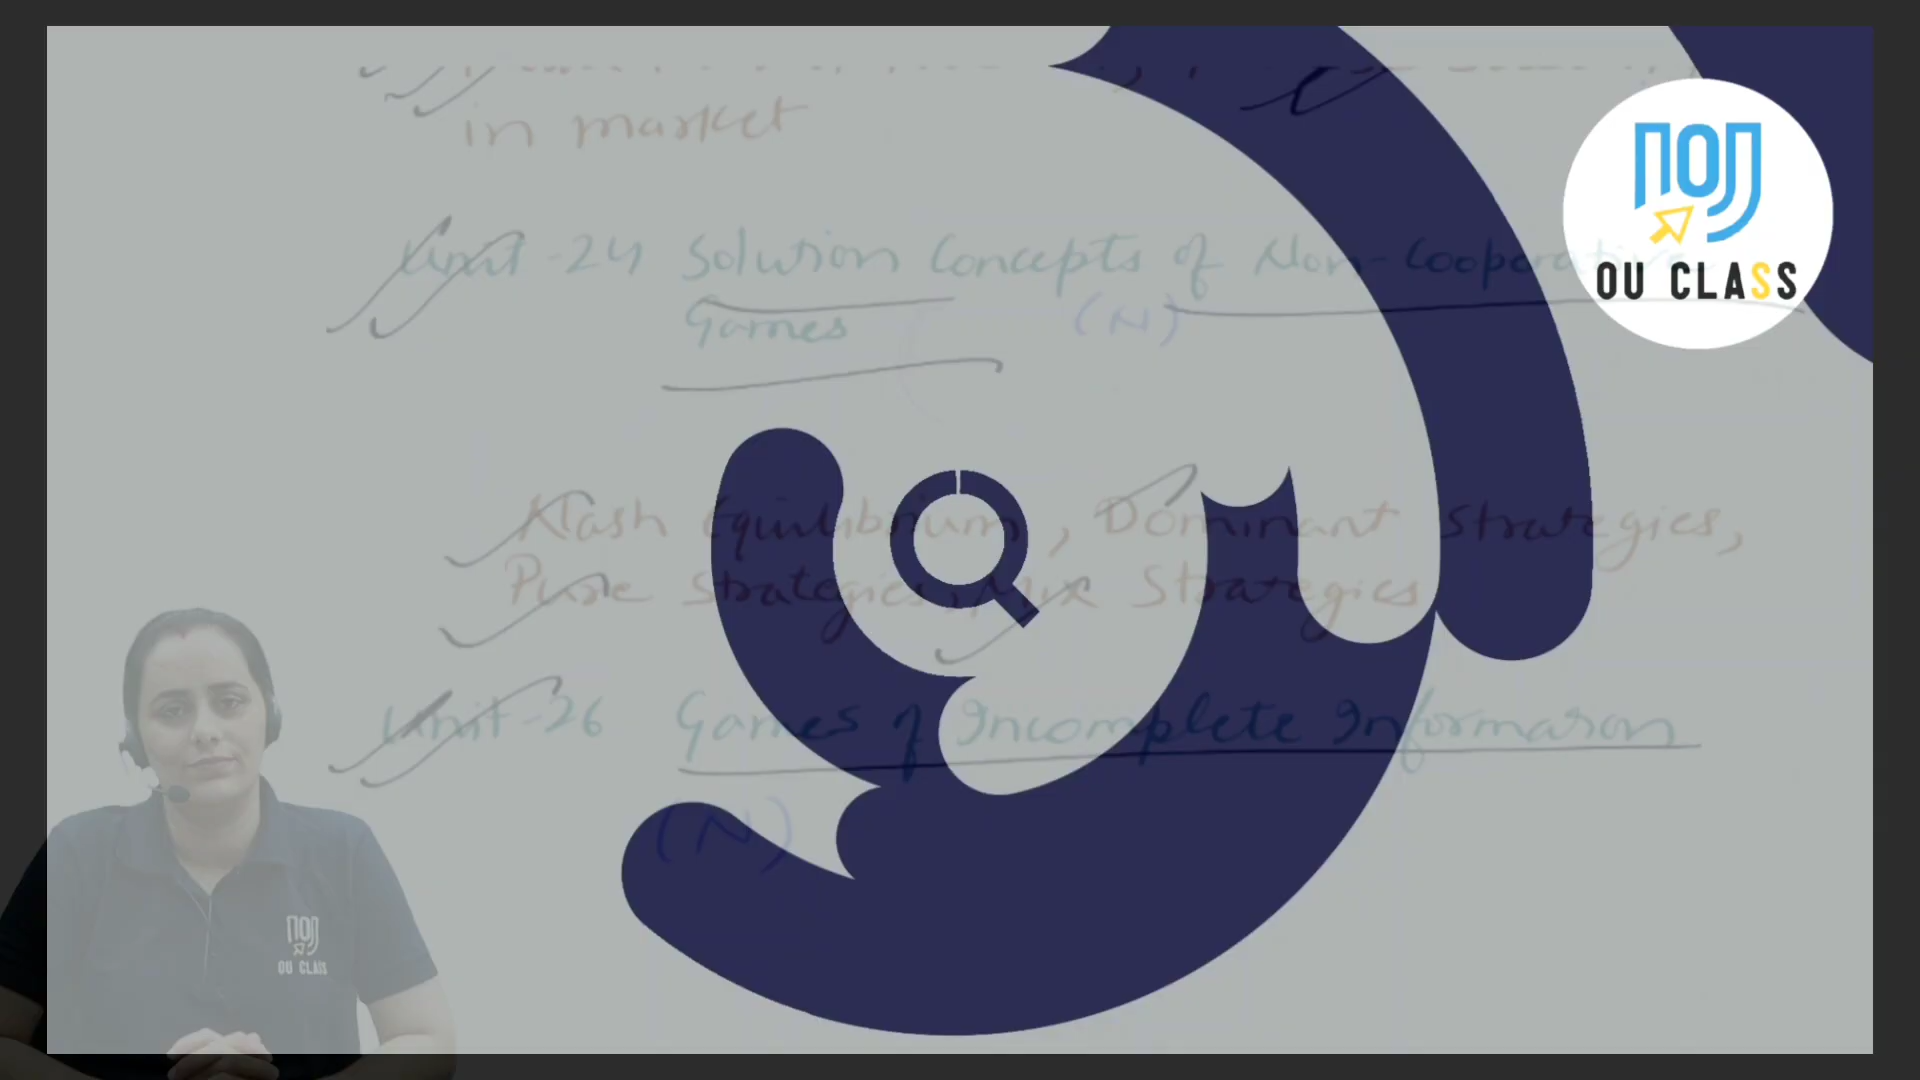 in market
OU CLASS
Unit-24 Solution Concepts of Non-Cooperative
Games (N)
Nash Equilibrium, Dominant Strategies,
Pure Strategies, Mix Strategies
Unit-26 Games of Incomplete Information
(N)
OU CLASS